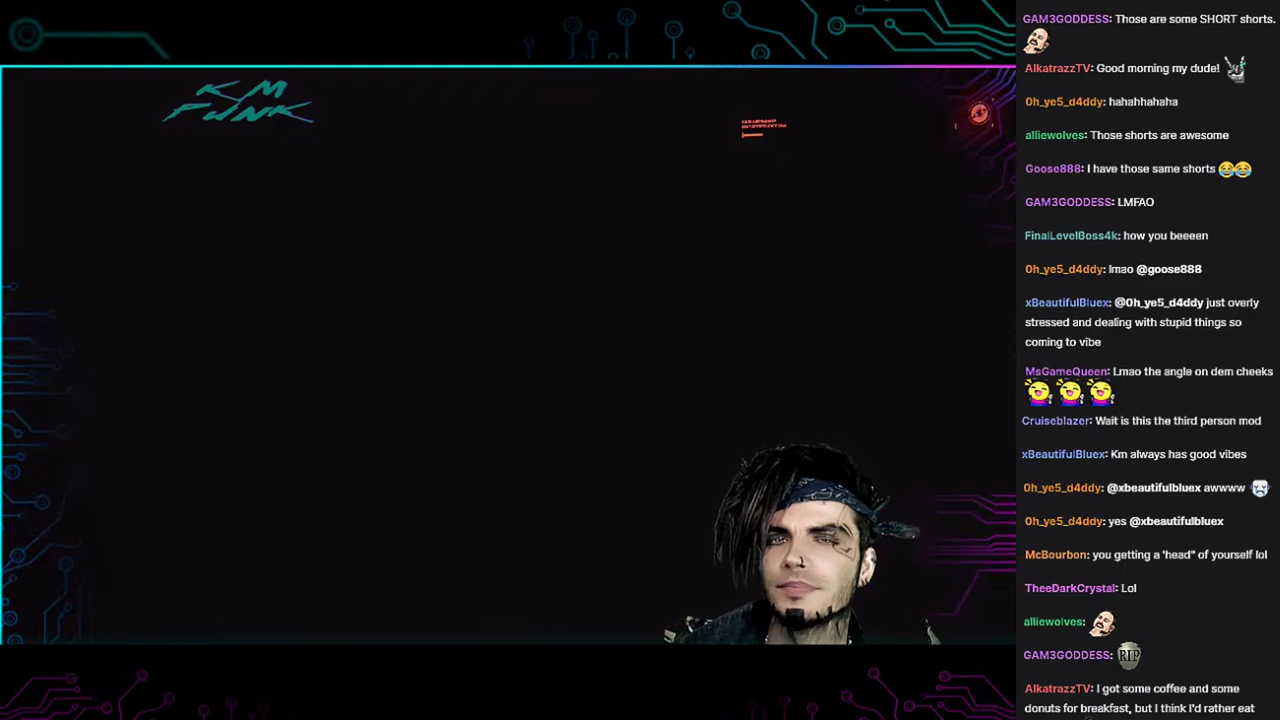 KM
PUNK
GAM3GODDESS: Those are some SHORT shorts.
AlkatrazzTV: Good morning my dude!
0h_ye5_d4ddy: hahahhahaha
alliewolves: Those shorts are awesome
Goose888: I have those same shorts 😂😂
GAM3GODDESS: LMFAO
FinalLevelBoss4k: how you beeeen
0h_ye5_d4ddy: lmao @goose888
xBeautifulBluex: @0h_ye5_d4ddy just overly
stressed and dealing with stupid things so
coming to vibe
MsGameQueen: Lmao the angle on dem cheeks
Cruiseblazer: Wait is this the third person mod
xBeautifulBluex: Km always has good vibes
0h_ye5_d4ddy: @xbeautifulbluex awwww
0h_ye5_d4ddy: yes @xbeautifulbluex
McBourbon: you getting a 'head" of yourself lol
TheeDarkCrystal: Lol
alliewolves:
GAM3GODDESS: RIP
AlkatrazzTV: I got some coffee and some
donuts for breakfast, but I think I'd rather eat